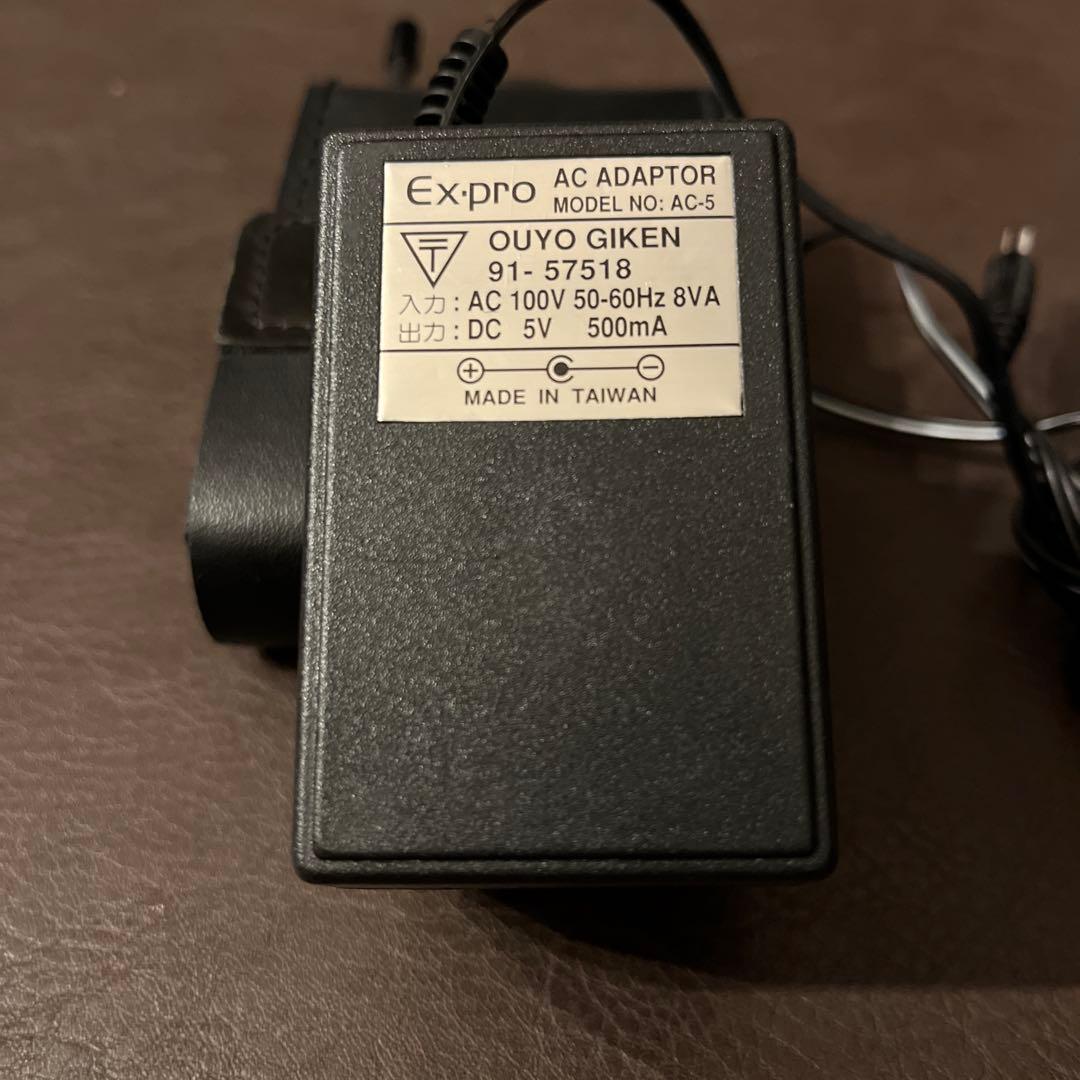 Ex·pro AC ADAPTOR
MODEL NO: AC-5
〒 OUYO GIKEN
91- 57518
入力 : AC 100V 50-60Hz 8VA
出力 : DC 5V 500mA
+ −
MADE IN TAIWAN